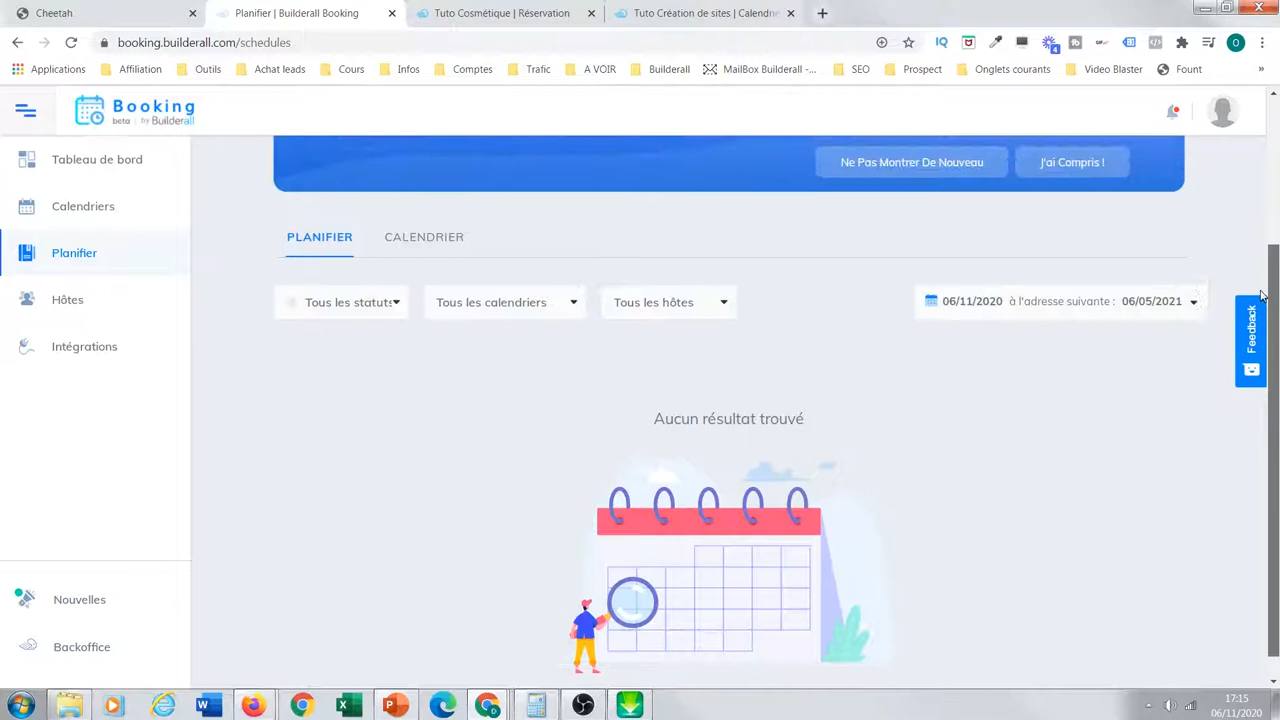 Cheetah
Planifier | Builderall Booking
Tuto Cosmétique | Réserv
Tuto Création de sites | Calendri
booking.builderall.com/schedules
Applications
Affiliation
Outils
Achat leads
Cours
Infos
Comptes
Trafic
A VOIR
Builderall
MailBox Builderall -...
SEO
Prospect
Onglets courants
Video Blaster
Fount
»
Booking
beta | by Builderall
Tableau de bord
Calendriers
Planifier
Hôtes
Intégrations
Nouvelles
Backoffice
Ne Pas Montrer De Nouveau
J'ai Compris !
PLANIFIER
CALENDRIER
Tous les statuts
Tous les calendriers
Tous les hôtes
06/11/2020 à l'adresse suivante : 06/05/2021
Feedback
Aucun résultat trouvé
17:15
06/11/2020